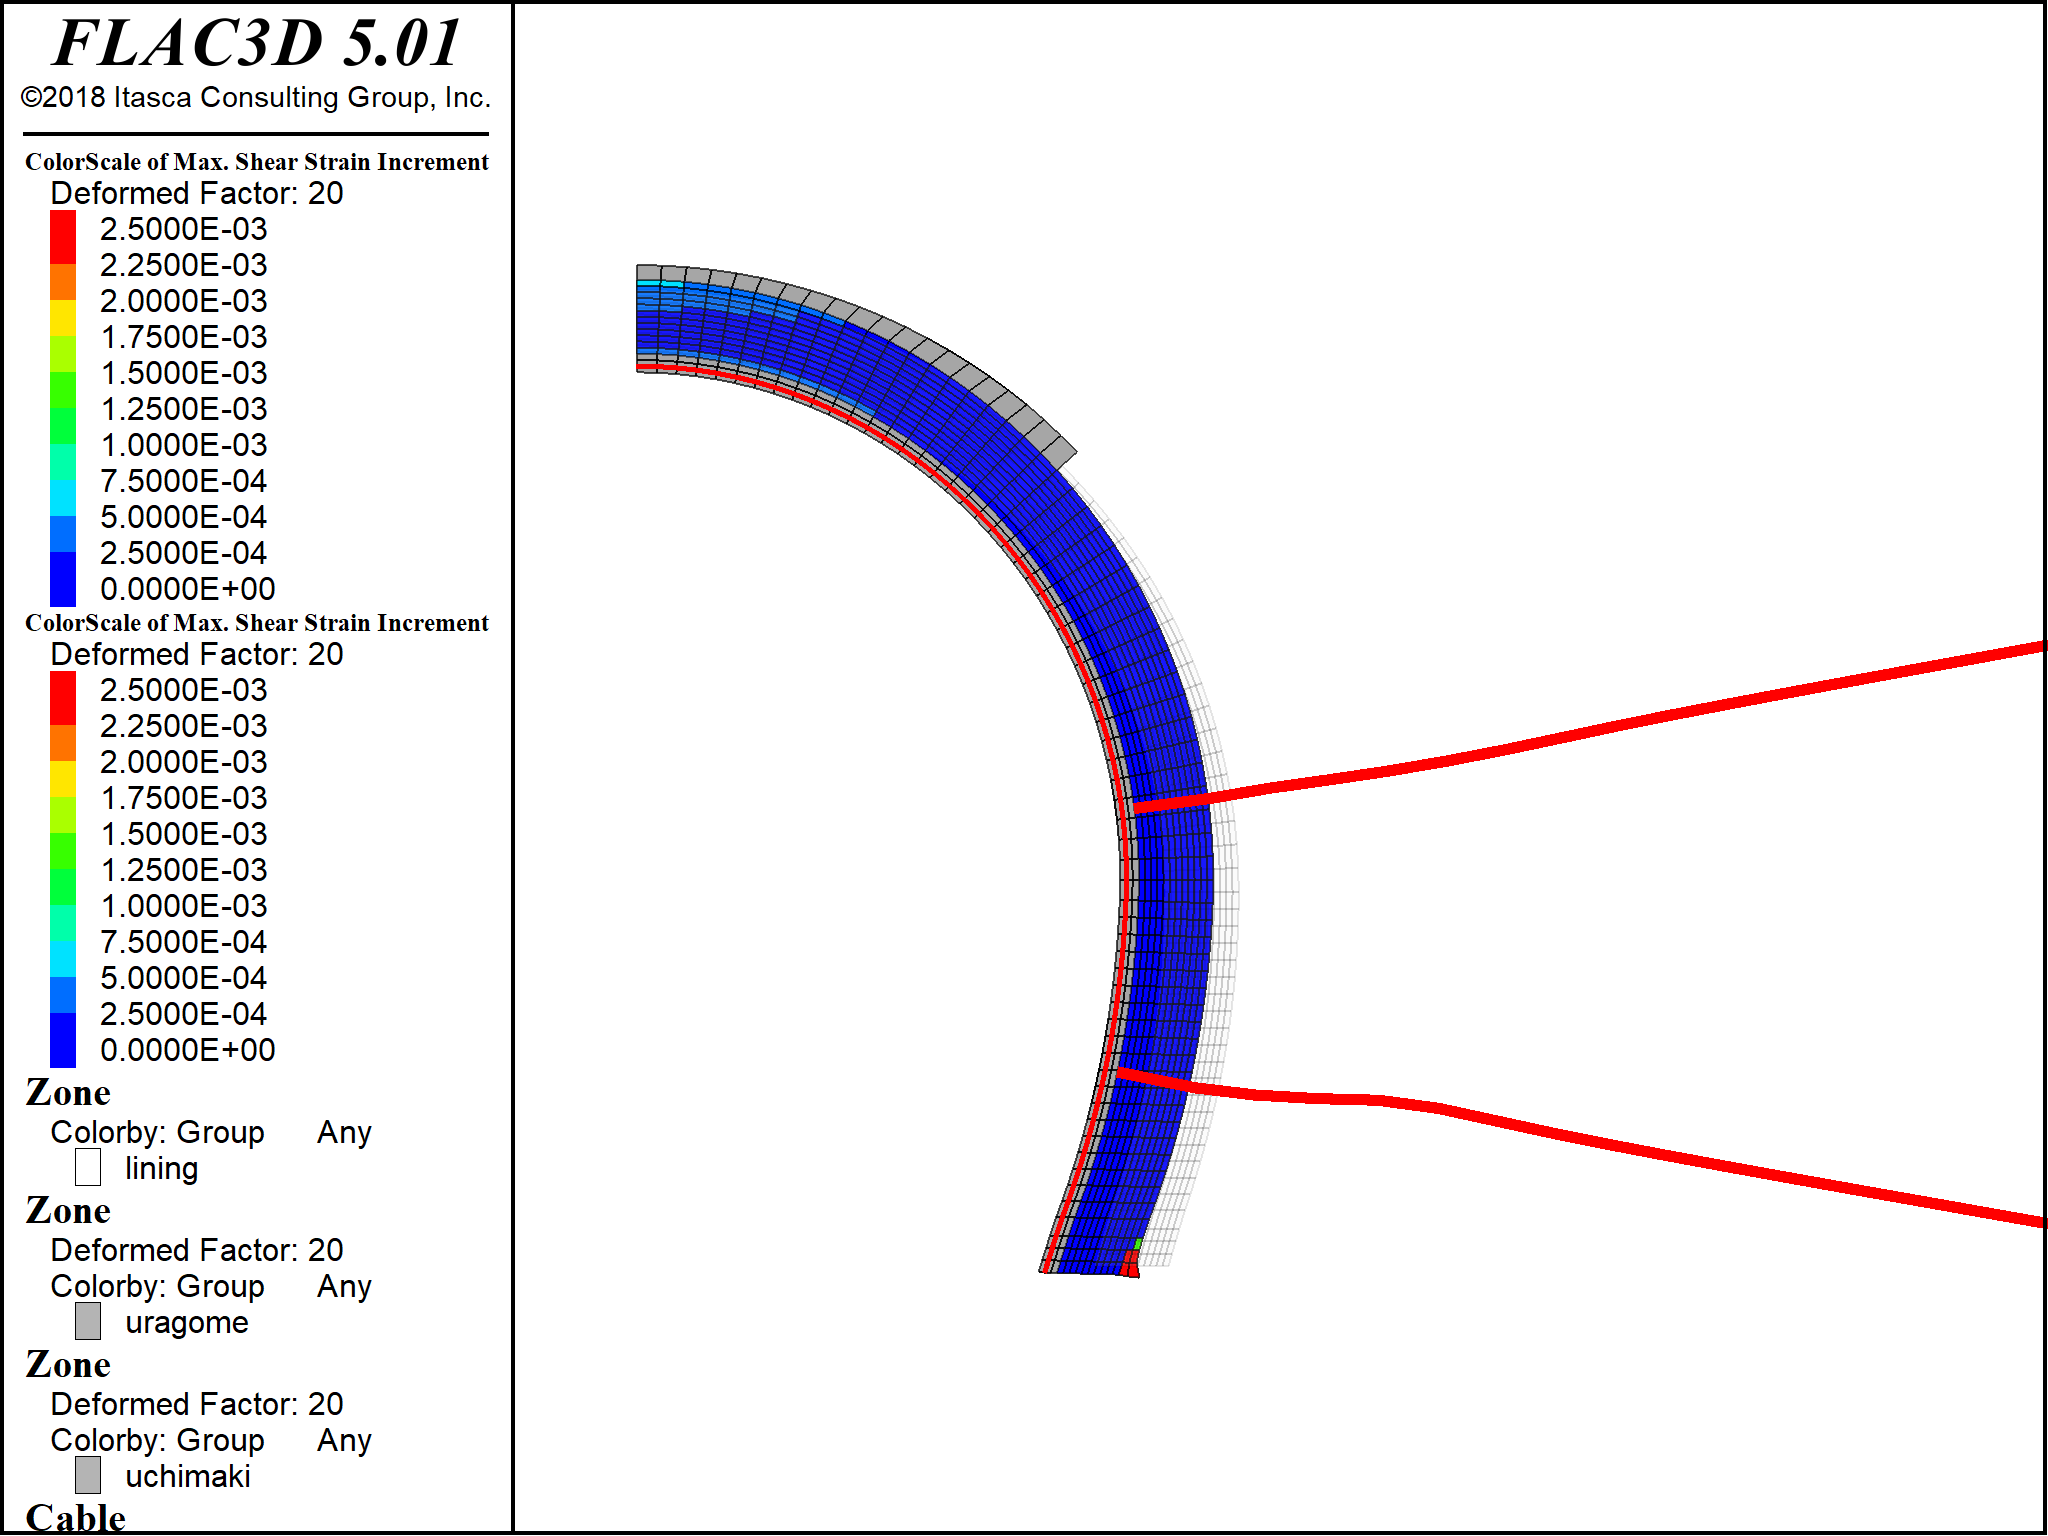 FLAC3D 5.01
©2018 Itasca Consulting Group, Inc.
ColorScale of Max. Shear Strain Increment
Deformed Factor: 20
2.5000E-03
2.2500E-03
2.0000E-03
1.7500E-03
1.5000E-03
1.2500E-03
1.0000E-03
7.5000E-04
5.0000E-04
2.5000E-04
0.0000E+00
ColorScale of Max. Shear Strain Increment
Deformed Factor: 20
2.5000E-03
2.2500E-03
2.0000E-03
1.7500E-03
1.5000E-03
1.2500E-03
1.0000E-03
7.5000E-04
5.0000E-04
2.5000E-04
0.0000E+00
Zone
Colorby: Group Any
lining
Zone
Deformed Factor: 20
Colorby: Group Any
uragome
Zone
Deformed Factor: 20
Colorby: Group Any
uchimaki
Cable